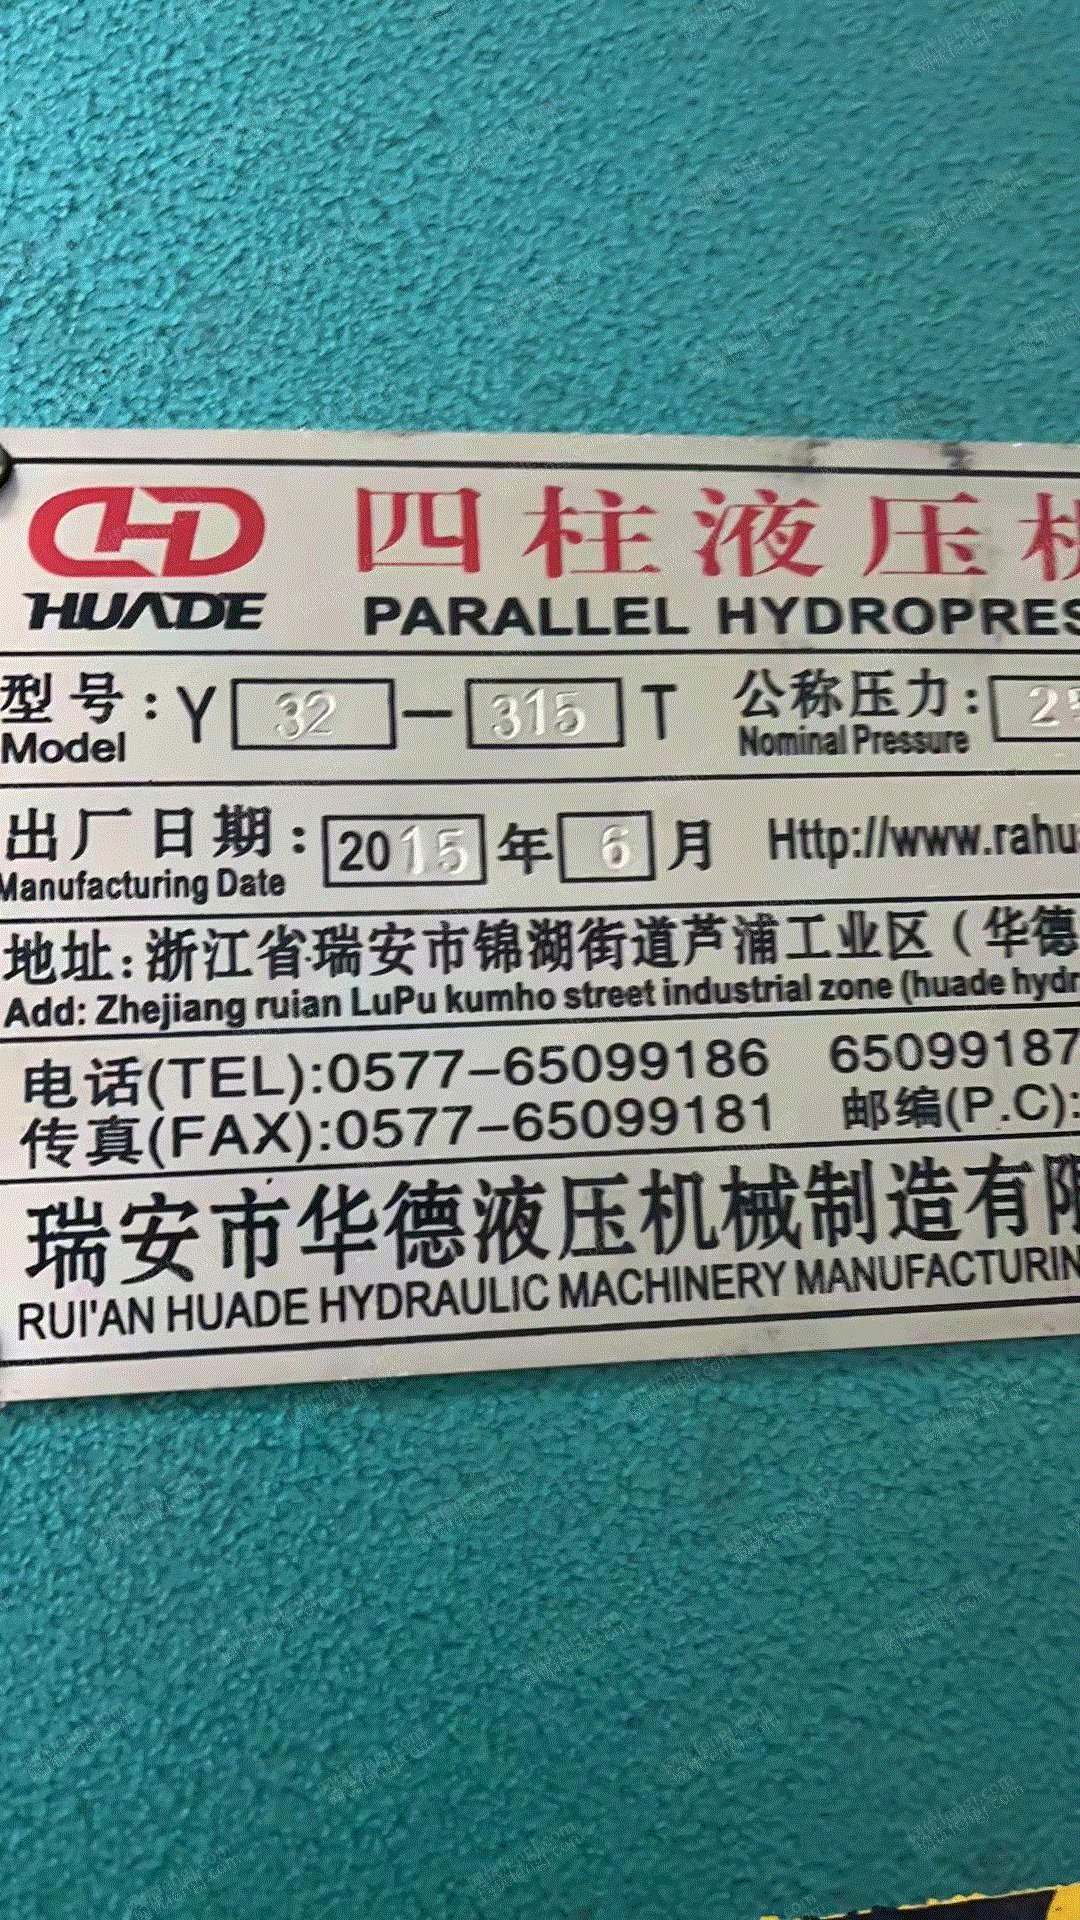 HD 四柱液压机
HUADE PARALLEL HYDROPRES
型号: Y 32 — 315 T 公称压力: 25
Model Nominal Pressure
出厂日期: 2015 年 6 月 Http://www.rahu
Manufacturing Date
地址: 浙江省瑞安市锦湖街道芦浦工业区 (华德
Add: Zhejiang ruian LuPu kumho street industrial zone (huade hydr
电话(TEL):0577-65099186 65099187
传真(FAX):0577-65099181 邮编(P.C):
瑞安市华德液压机械制造有限
RUI'AN HUADE HYDRAULIC MACHINERY MANUFACTURIN